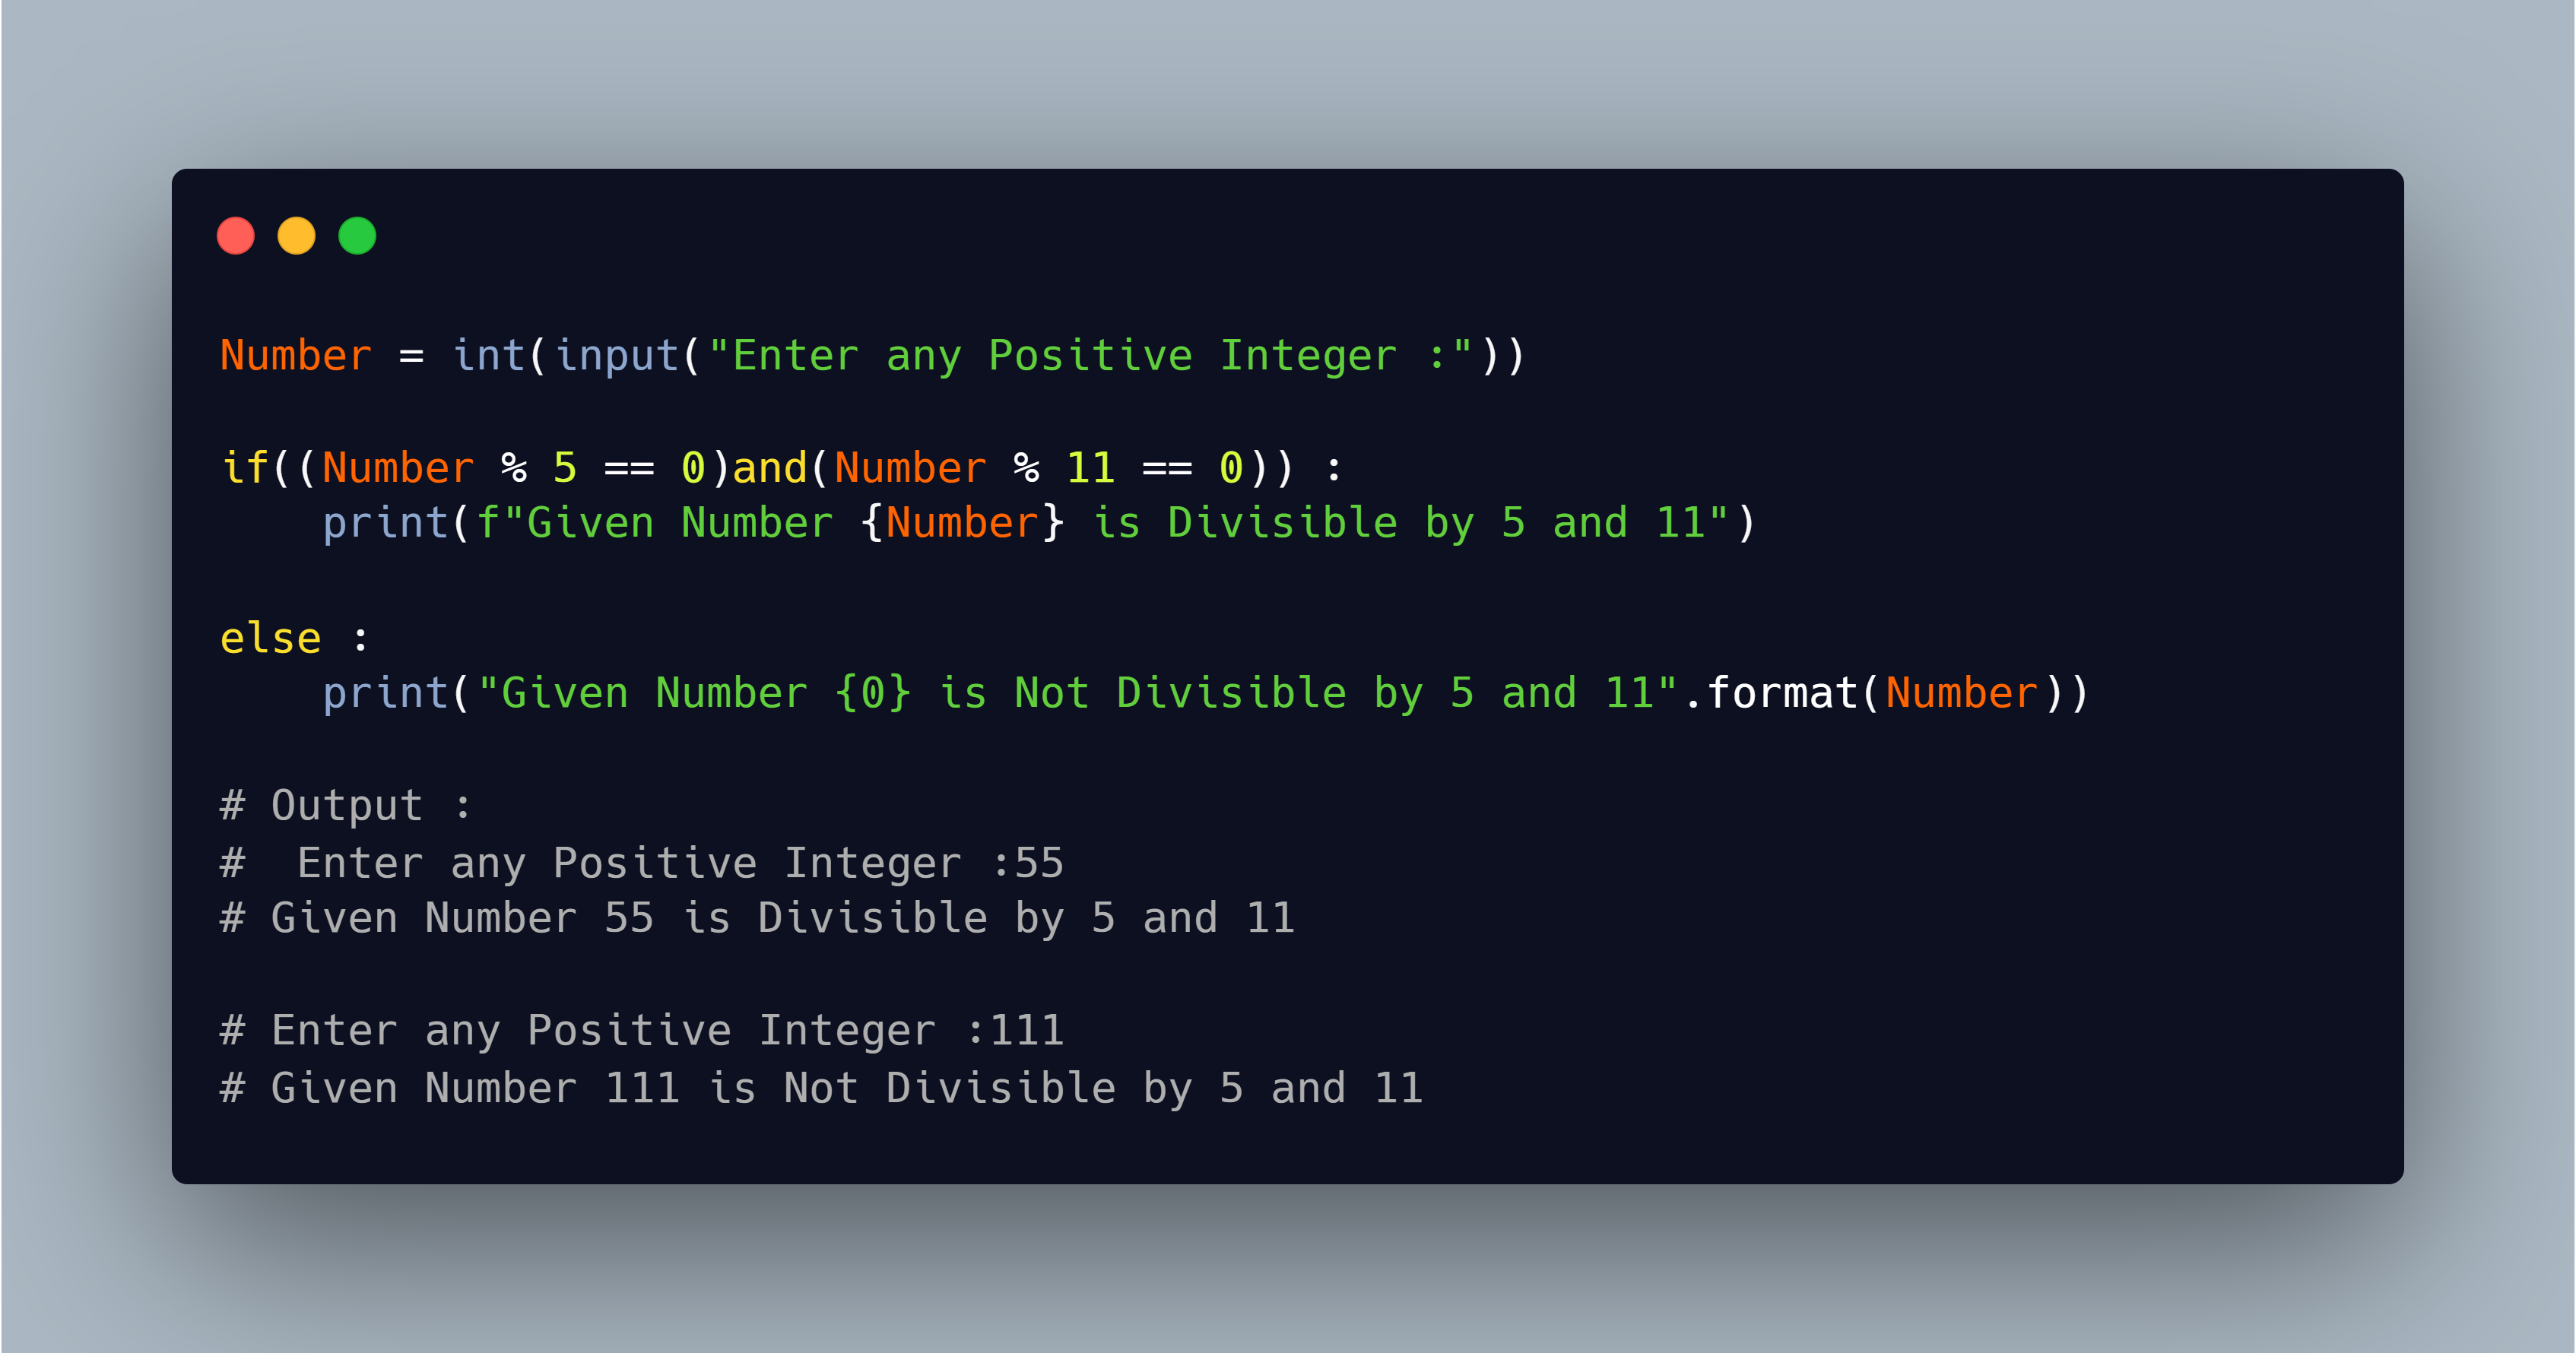 Number = int(input("Enter any Positive Integer :"))
if((Number % 5 == 0)and(Number % 11 == 0)) :
    print(f"Given Number {Number} is Divisible by 5 and 11")
else :
    print("Given Number {0} is Not Divisible by 5 and 11".format(Number))
# Output :
#  Enter any Positive Integer :55
# Given Number 55 is Divisible by 5 and 11
# Enter any Positive Integer :111
# Given Number 111 is Not Divisible by 5 and 11